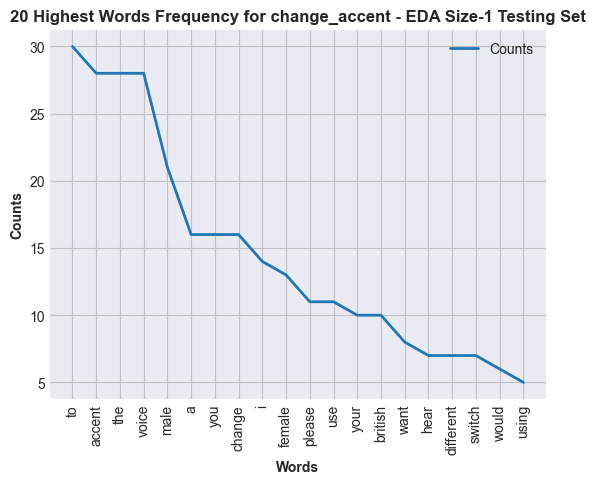 20 Highest Words Frequency for change_accent - EDA Size-1 Testing Set
Counts
30
25
20
15
10
5
Counts
to
accent
the
voice
male
a
you
change
i
female
please
use
your
british
want
hear
different
switch
would
using
Words